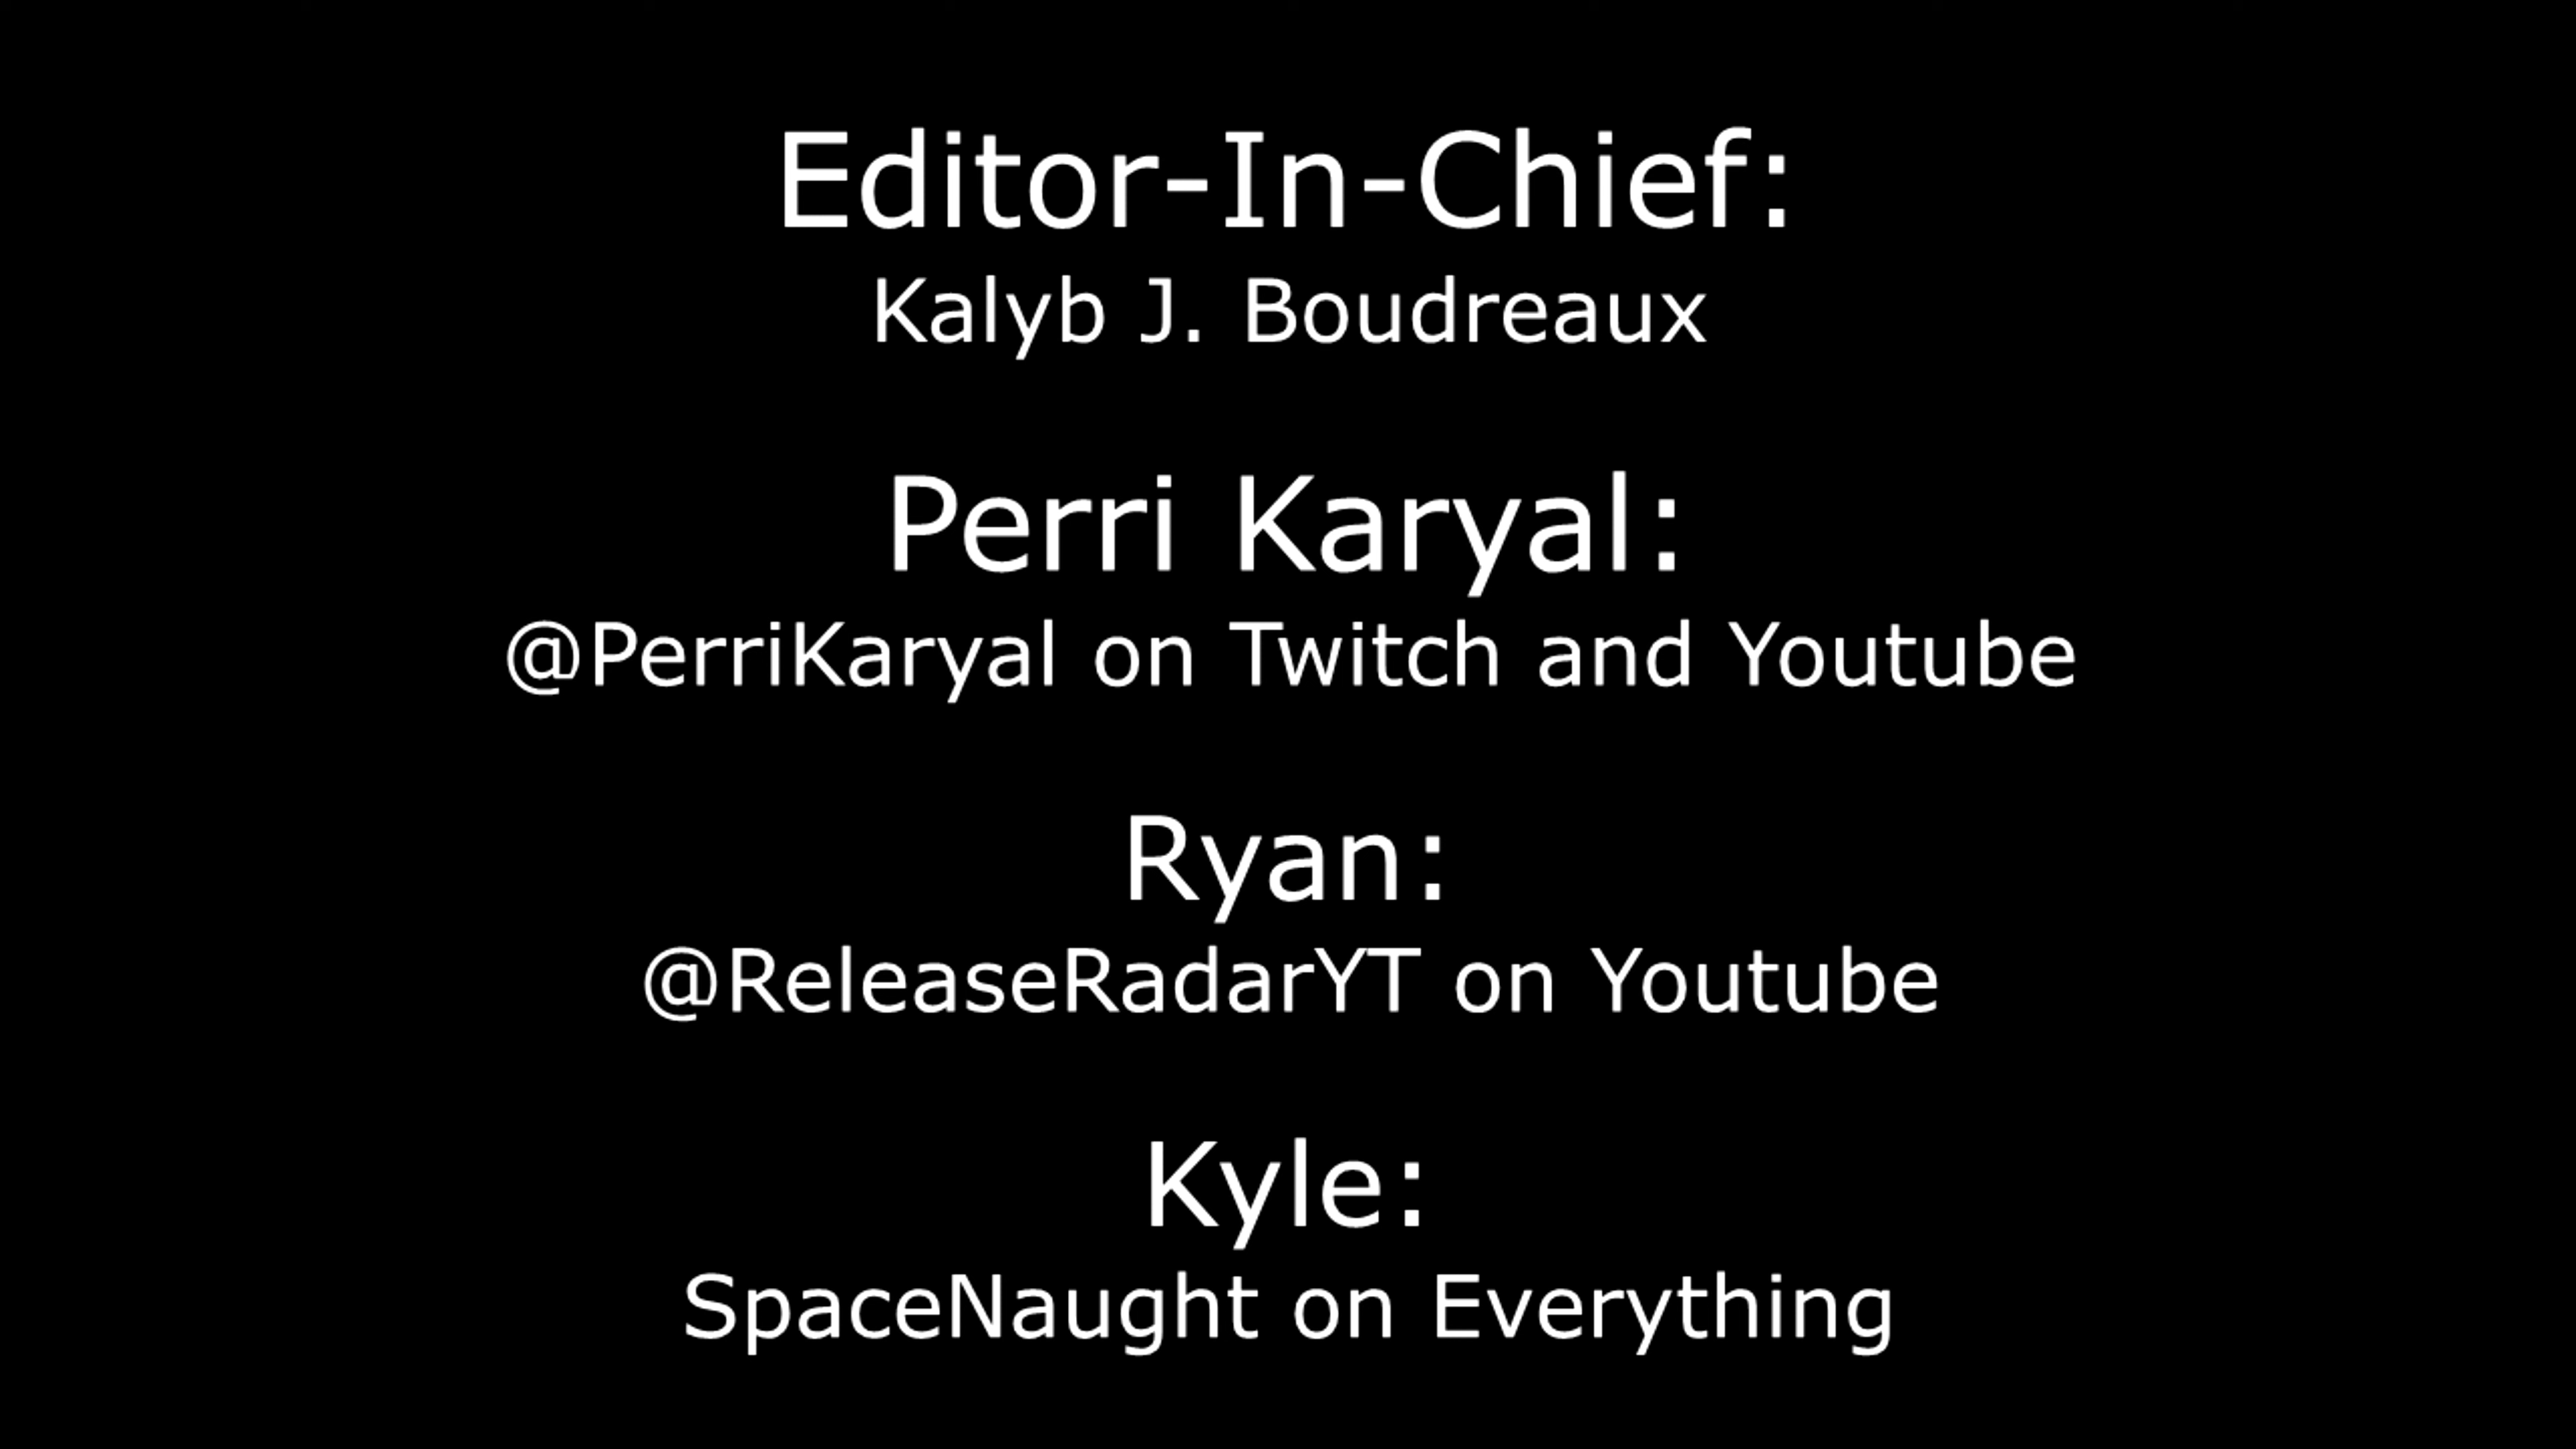 Editor-In-Chief:
Kalyb J. Boudreaux
Perri Karyal:
@PerriKaryal on Twitch and Youtube
Ryan:
@ReleaseRadarYT on Youtube
Kyle:
SpaceNaught on Everything